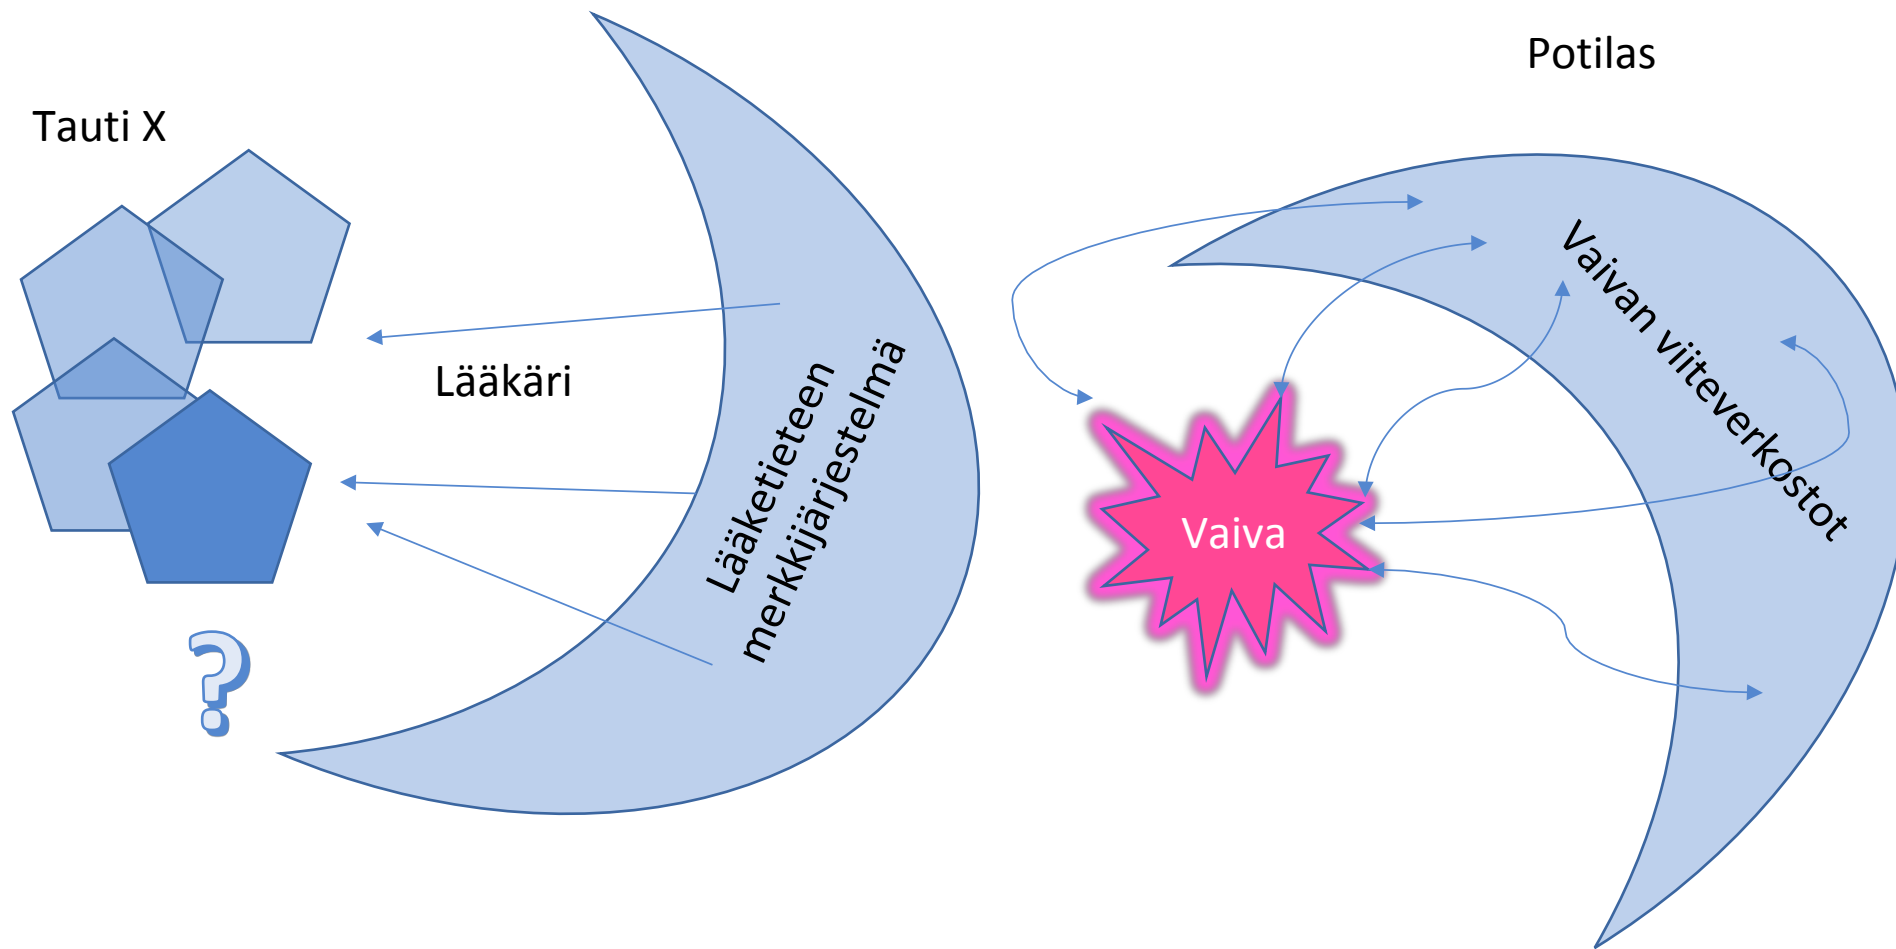 Potilas
Tauti X
Lääkäri
Lääketieteen
merkkijärjestelmä
Vaivan viiteverkostot
Vaiva
?